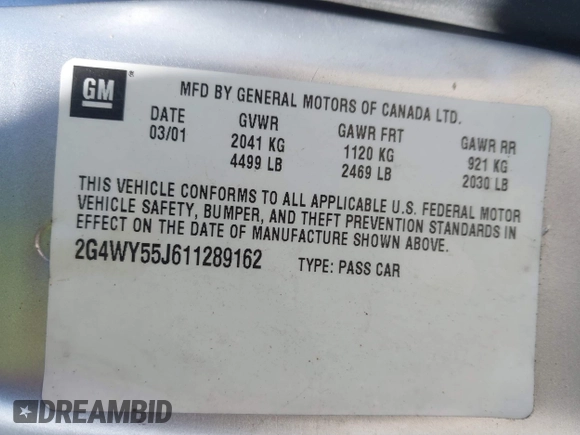 GM
MFD BY GENERAL MOTORS OF CANADA LTD.
DATE GVWR GAWR FRT GAWR RR
03/01 2041 KG 1120 KG 921 KG
4499 LB 2469 LB 2030 LB
THIS VEHICLE CONFORMS TO ALL APPLICABLE U.S. FEDERAL MOTOR
VEHICLE SAFETY, BUMPER, AND THEFT PREVENTION STANDARDS IN
EFFECT ON THE DATE OF MANUFACTURE SHOWN ABOVE.
2G4WY55J611289162 TYPE: PASS CAR
DREAMBID